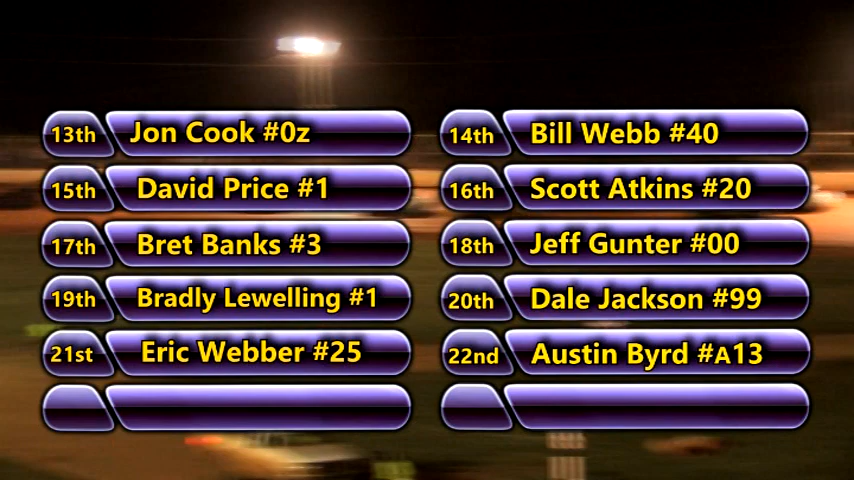 13th Jon Cook #0z
14th Bill Webb #40
15th David Price #1
16th Scott Atkins #20
17th Bret Banks #3
18th Jeff Gunter #00
19th Bradly Lewelling #1
20th Dale Jackson #99
21st Eric Webber #25
22nd Austin Byrd #A13